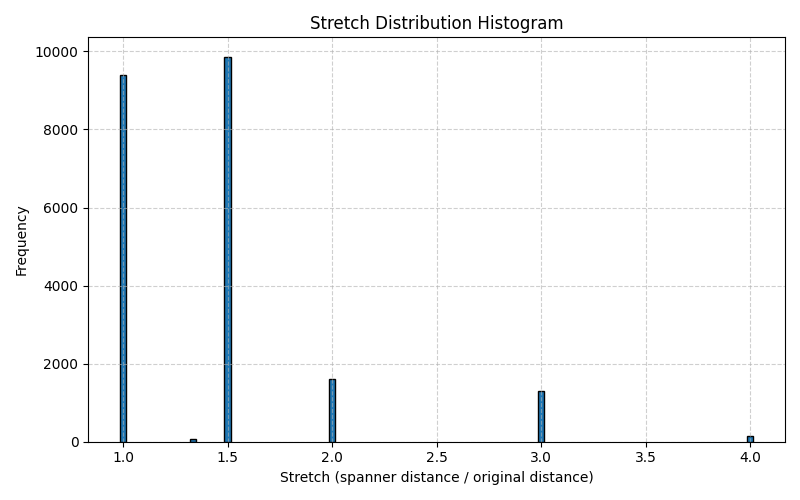 Stretch Distribution Histogram
10000
8000
6000
4000
2000
0
Frequency
1.0 1.5 2.0 2.5 3.0 3.5 4.0
Stretch (spanner distance / original distance)